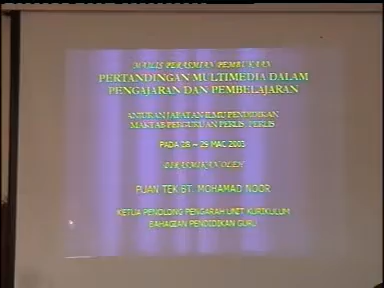 MAJLIS PERASMIAN PEMBUKAAN
PERTANDINGAN MULTIMEDIA DALAM
PENGAJARAN DAN PEMBELAJARAN
ANJURAN JABATAN ILMU PENDIDIKAN
MAKTAB PERGURUAN PERLIS, PERLIS
PADA 28 – 29 MAC 2003
DIRASMIKAN OLEH
PUAN TEK BT. MOHAMAD NOOR
KETUA PENOLONG PENGARAH UNIT KURIKULUM
BAHAGIAN PENDIDIKAN GURU